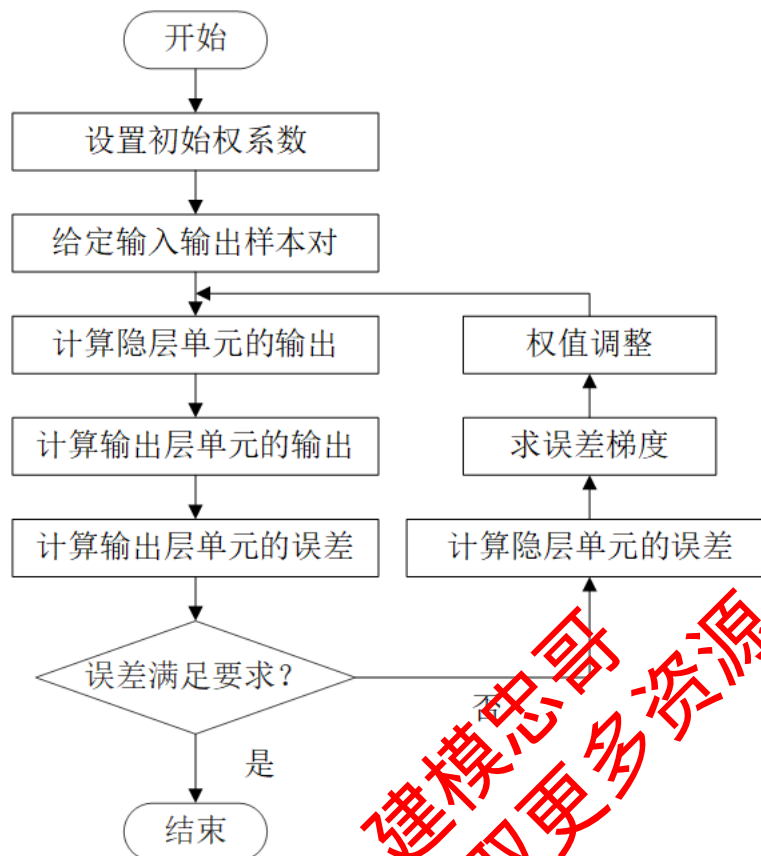 开始
设置初始权系数
给定输入输出样本对
计算隐层单元的输出
权值调整
计算输出层单元的输出
求误差梯度
计算输出层单元的误差
计算隐层单元的误差
误差满足要求？
否
是
结束
建模忠哥
取更多资源